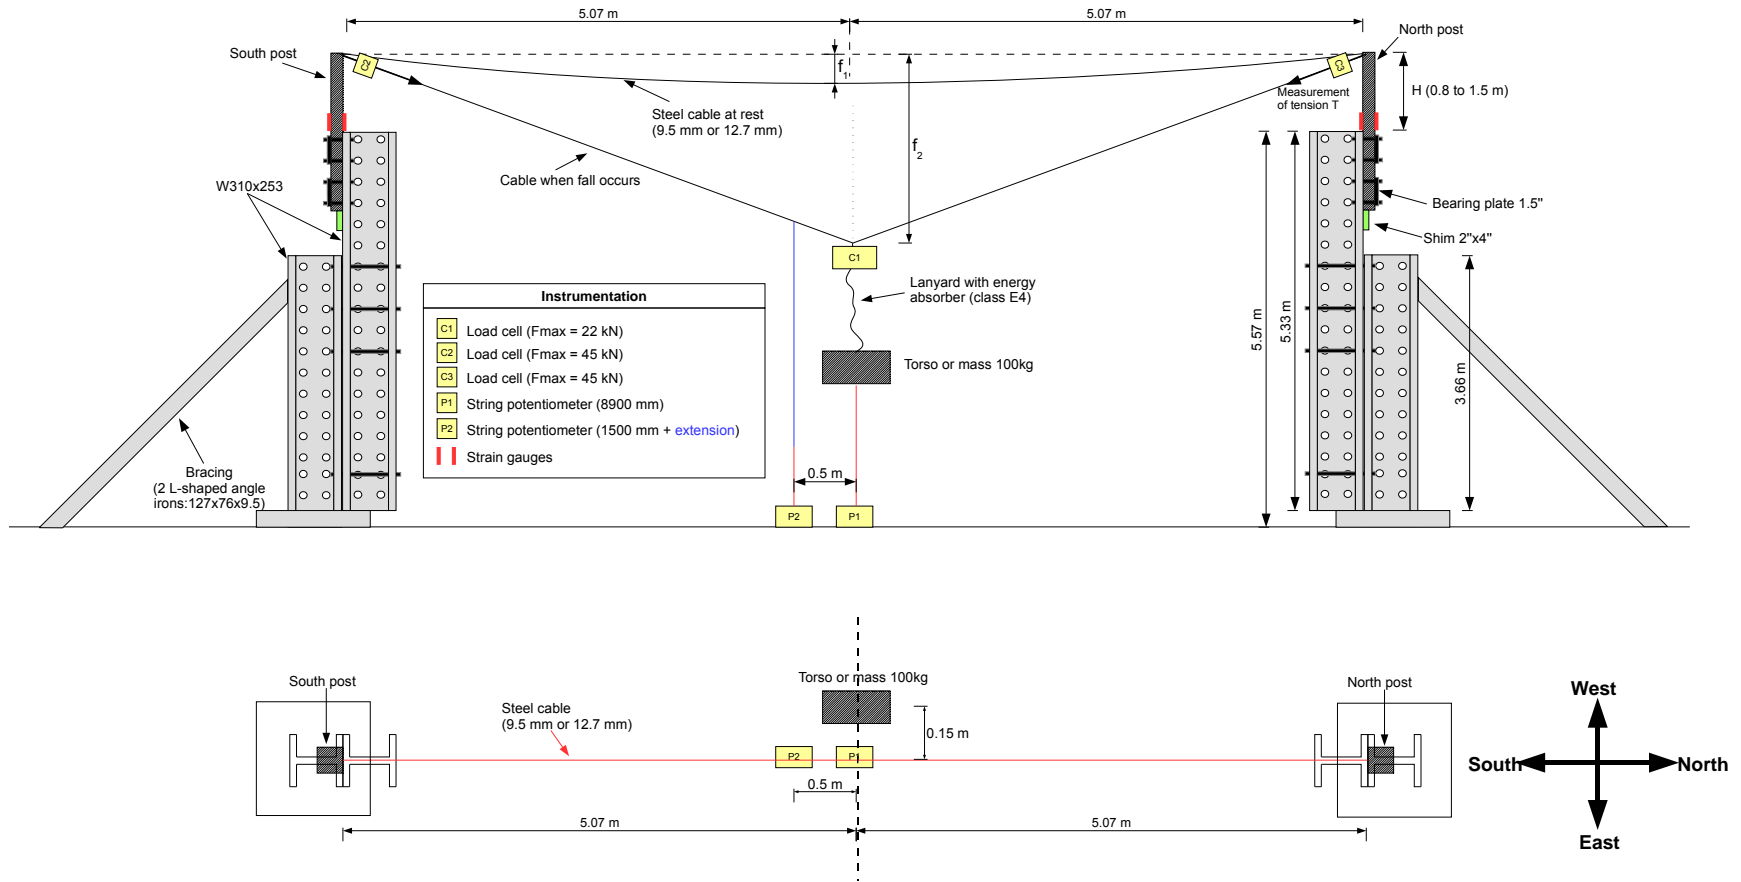 5.07 m
5.07 m
South post
North post
C2
C3
f1
H (0.8 to 1.5 m)
Measurement
of tension T
Steel cable at rest
(9.5 mm or 12.7 mm)
f2
Cable when fall occurs
W310x253
Bearing plate 1.5"
Shim 2"x4"
C1
Lanyard with energy
absorber (class E4)
Instrumentation
C1 Load cell (Fmax = 22 kN)
C2 Load cell (Fmax = 45 kN)
C3 Load cell (Fmax = 45 kN)
P1 String potentiometer (8900 mm)
P2 String potentiometer (1500 mm + extension)
Strain gauges
5.57 m
5.33 m
3.66 m
Torso or mass 100kg
Bracing
(2 L-shaped angle
irons:127x76x9.5)
0.5 m
P2
P1
South post
Torso or mass 100kg
North post
Steel cable
(9.5 mm or 12.7 mm)
0.15 m
P2
P1
0.5 m
5.07 m
5.07 m
West
South
North
East